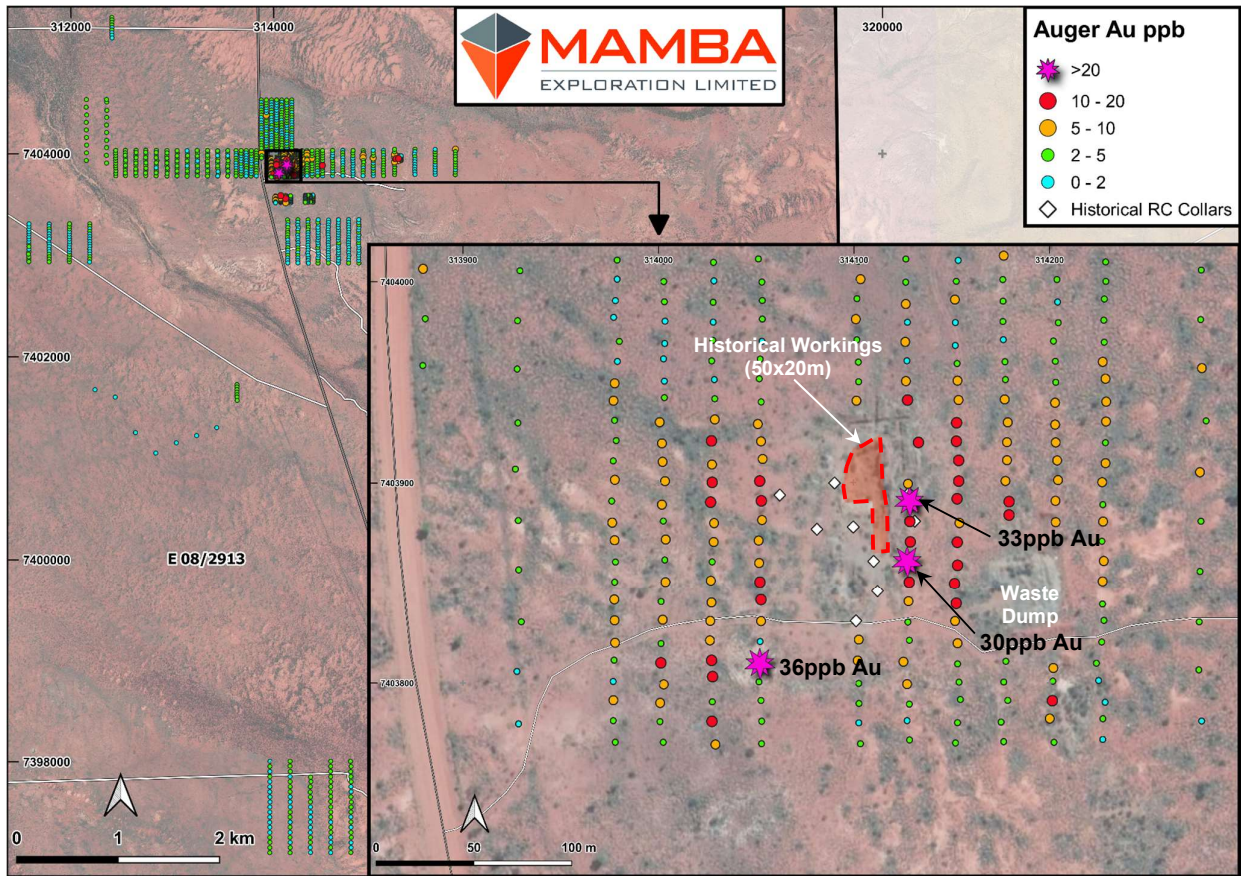 312000
314000
320000
MAMBA
EXPLORATION LIMITED
Auger Au ppb
>20
10 - 20
5 - 10
2 - 5
0 - 2
Historical RC Collars
7404000
7402000
7400000
7398000
E 08/2913
0 1 2 km
313900
314000
314100
314200
7404000
7403900
7403800
Historical Workings
(50x20m)
33ppb Au
Waste
Dump
30ppb Au
36ppb Au
0 50 100 m